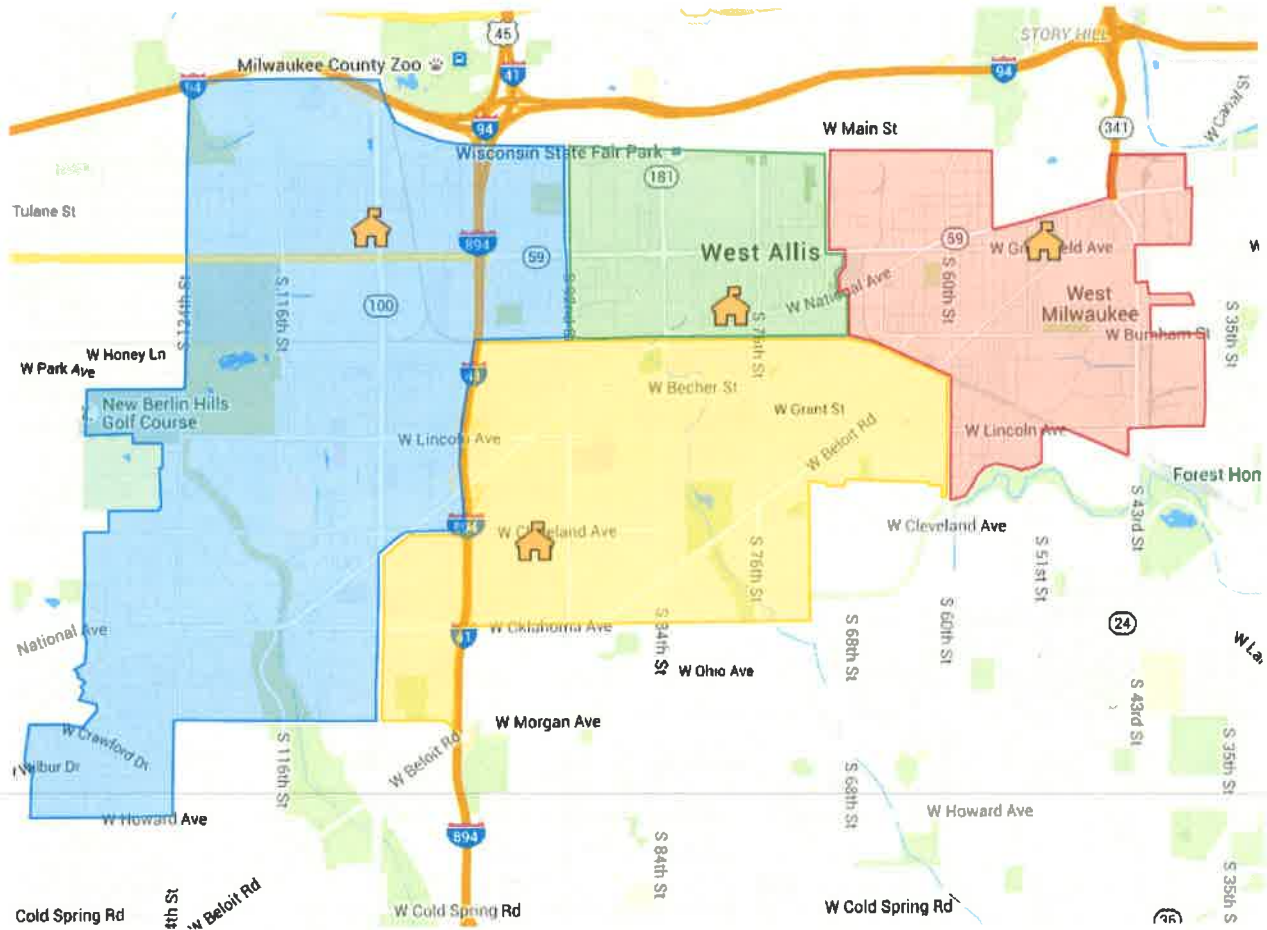 45
STORY HILL
Milwaukee County Zoo
41
94
94
94
W Canal St
W Main St
341
Wisconsin State Fair Park
181
Tulane St
59
W
894
West Allis
59
100
S 124th St
S 116th St
W National Ave
S 60th St
West
Milwaukee
S 35th St
W Burnham St
W Honey Ln
W Park Ave
41
S 76th St
W Becher St
New Berlin Hills
Golf Course
W Grant St
W Lincoln Ave
W Beloit Rd
W Lincoln Ave
Forest Hom
W Cleveland Ave
S 43rd St
S 76th St
S 51st St
W Oklahoma Ave
41
S 84th St
S 68th St
S 60th St
24
National Ave
W Ohio Ave
W La
W Morgan Ave
S 43rd St
W Crawford Dr
Wilbur Dr
W Beloit Rd
S 116th St
S 68th St
S 35th St
W Howard Ave
W Howard Ave
894
S 84th St
S 35th S
4th St
W Beloit Rd
Cold Spring Rd
W Cold Spring Rd
W Cold Spring Rd